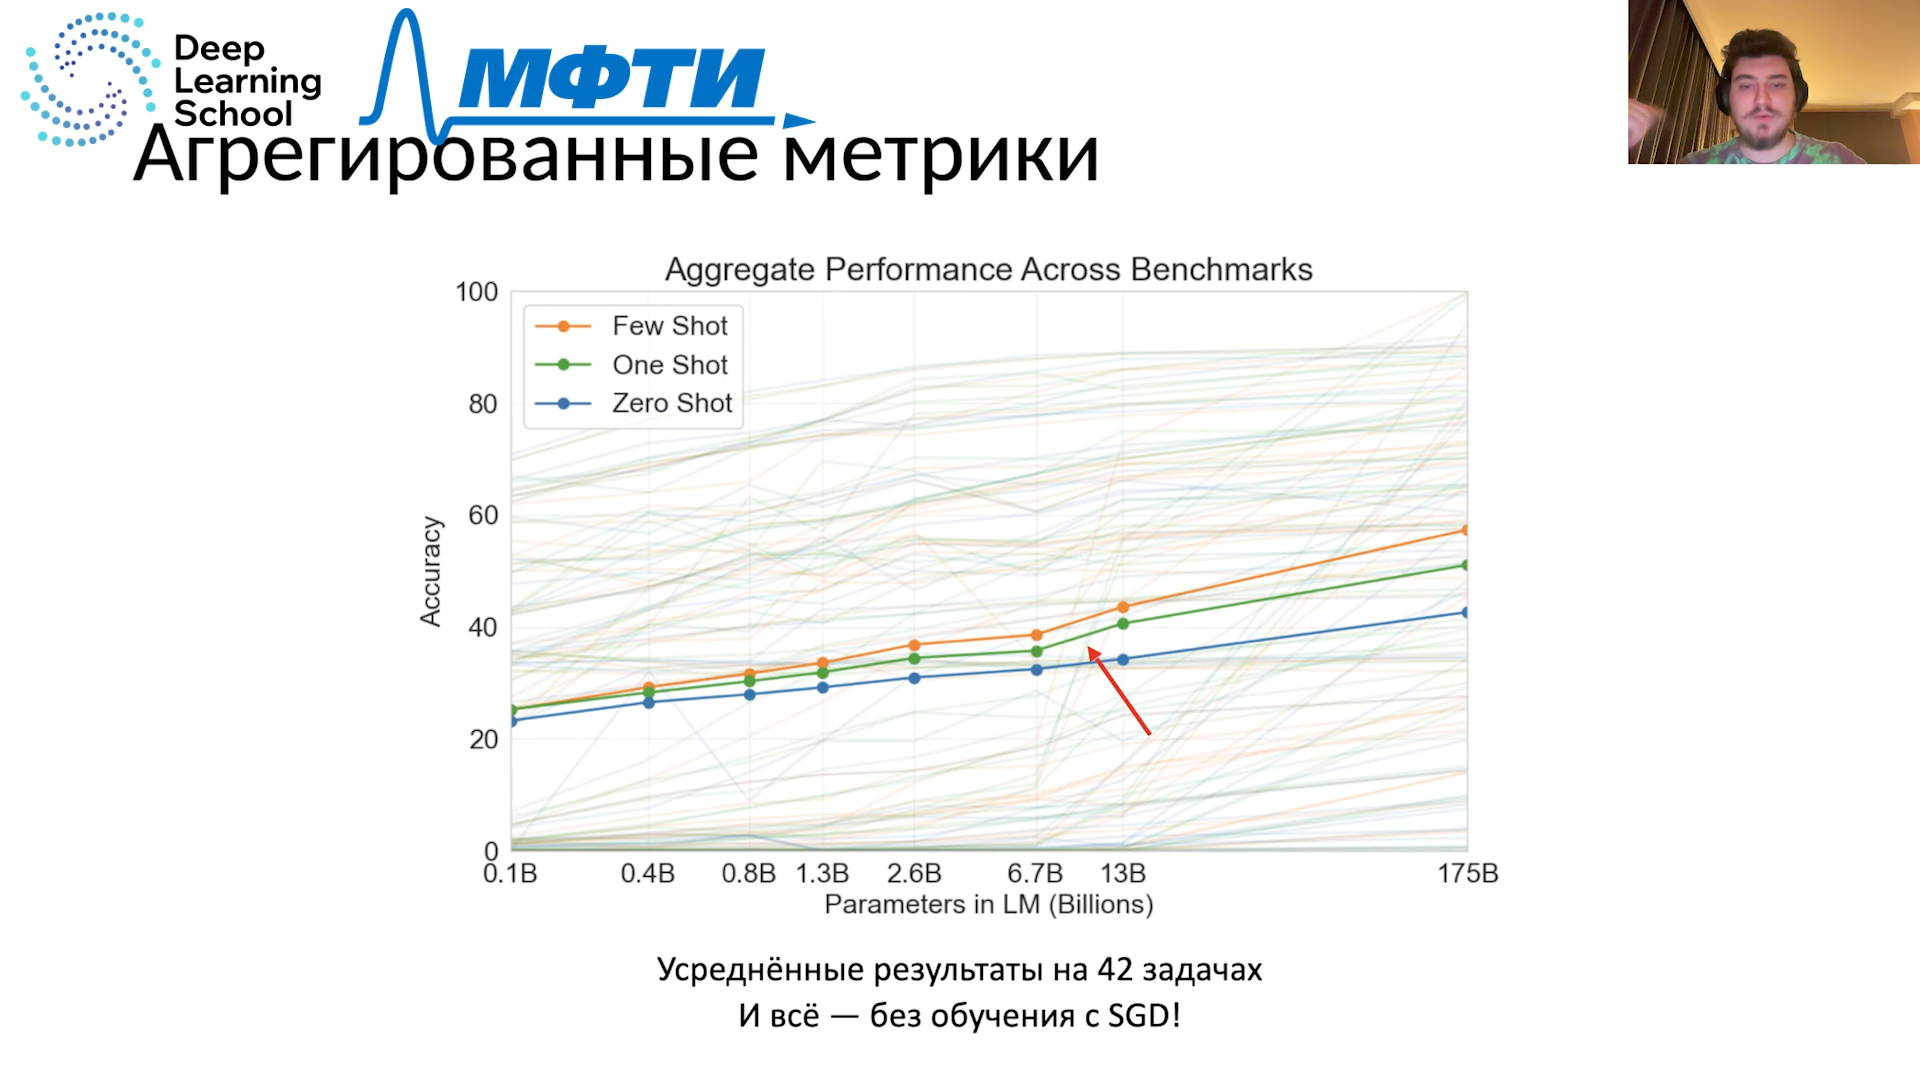 Deep
Learning
School
МФТИ
Агрегированные метрики
Aggregate Performance Across Benchmarks
100
80
60
40
20
0
Accuracy
Few Shot
One Shot
Zero Shot
0.1B 0.4B 0.8B 1.3B 2.6B 6.7B 13B 175B
Parameters in LM (Billions)
Усреднённые результаты на 42 задачах
И всё — без обучения с SGD!